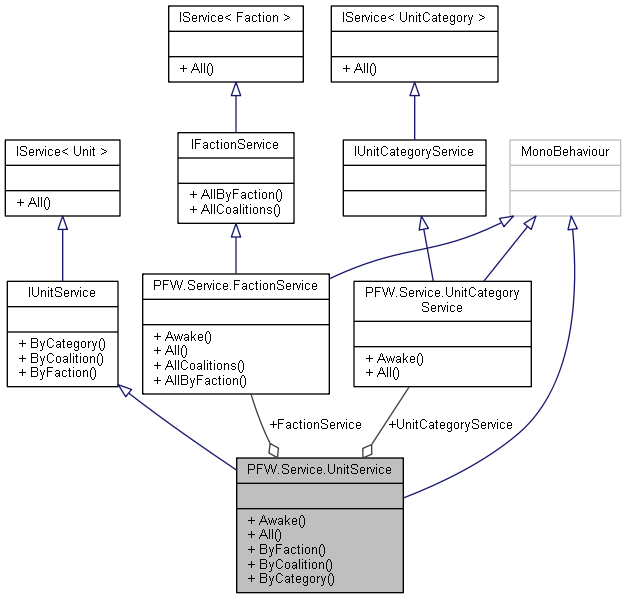 IService< Faction >
+ All()
IService< UnitCategory >
+ All()
IService< Unit >
+ All()
IFactionService
+ AllByFaction()
+ AllCoalitions()
IUnitCategoryService
MonoBehaviour
IUnitService
+ ByCategory()
+ ByCoalition()
+ ByFaction()
PFW.Service.FactionService
+ Awake()
+ All()
+ AllCoalitions()
+ AllByFaction()
PFW.Service.UnitCategory
Service
+ Awake()
+ All()
+FactionService
+UnitCategoryService
PFW.Service.UnitService
+ Awake()
+ All()
+ ByFaction()
+ ByCoalition()
+ ByCategory()